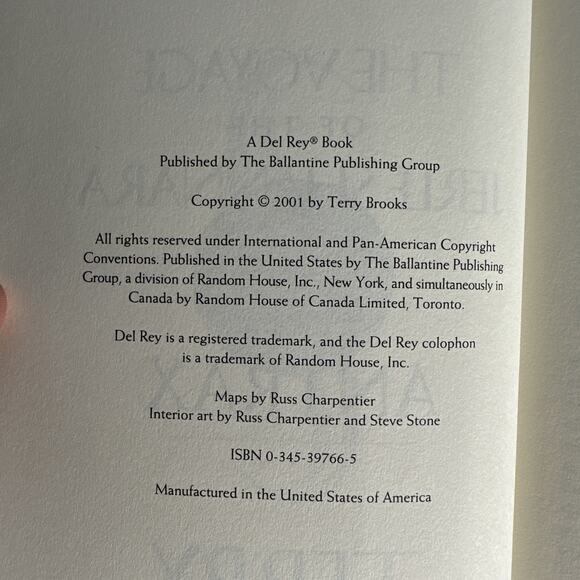 A Del Rey® Book
Published by The Ballantine Publishing Group
Copyright © 2001 by Terry Brooks
All rights reserved under International and Pan-American Copyright
Conventions. Published in the United States by The Ballantine Publishing
Group, a division of Random House, Inc., New York, and simultaneously in
Canada by Random House of Canada Limited, Toronto.
Del Rey is a registered trademark, and the Del Rey colophon
is a trademark of Random House, Inc.
Maps by Russ Charpentier
Interior art by Russ Charpentier and Steve Stone
ISBN 0-345-39766-5
Manufactured in the United States of America